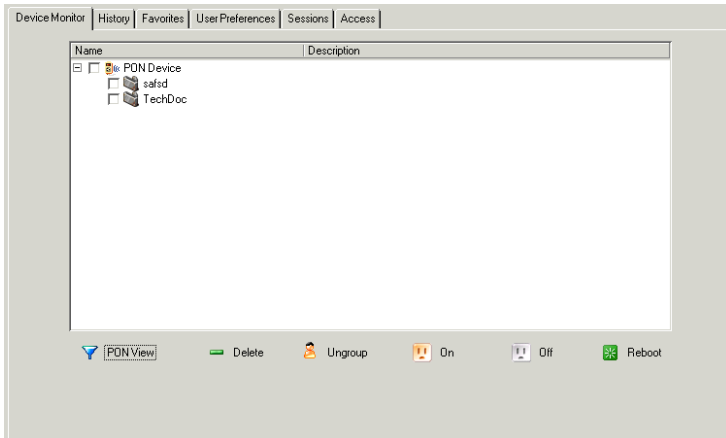 Device Monitor History Favorites User Preferences Sessions Access
Name Description
PON Device
safsd
TechDoc
PON View Delete Ungroup On Off Reboot